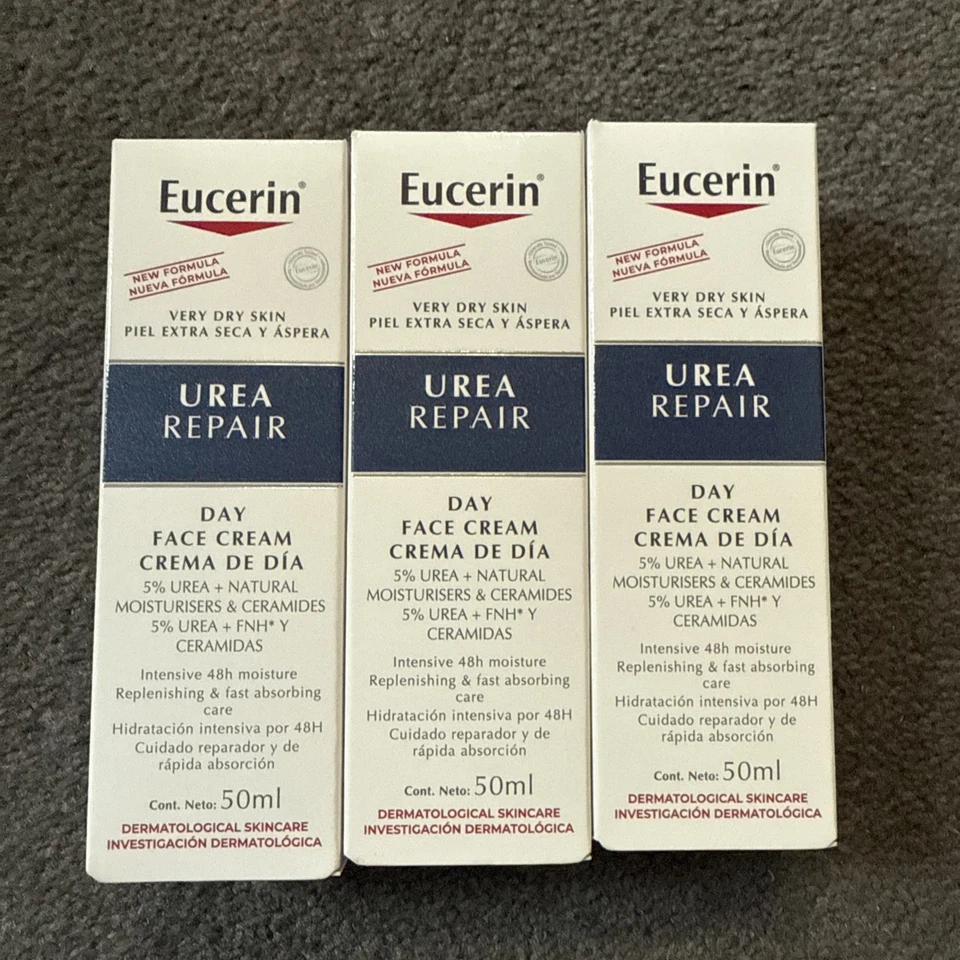 Eucerin®
NEW FORMULA
NUEVA FÓRMULA
Eucerin
VERY DRY SKIN
PIEL EXTRA SECA Y ÁSPERA
UREA
REPAIR
DAY
FACE CREAM
CREMA DE DÍA
5% UREA + NATURAL
MOISTURISERS & CERAMIDES
5% UREA + FNH* Y
CERAMIDAS
Intensive 48h moisture
Replenishing & fast absorbing
care
Hidratación intensiva por 48H
Cuidado reparador y de
rápida absorción
Cont. Neto: 50ml
DERMATOLOGICAL SKINCARE
INVESTIGACIÓN DERMATOLÓGICA
Eucerin®
NEW FORMULA
NUEVA FÓRMULA
Eucerin
VERY DRY SKIN
PIEL EXTRA SECA Y ÁSPERA
UREA
REPAIR
DAY
FACE CREAM
CREMA DE DÍA
5% UREA + NATURAL
MOISTURISERS & CERAMIDES
5% UREA + FNH* Y
CERAMIDAS
Intensive 48h moisture
Replenishing & fast absorbing
care
Hidratación intensiva por 48H
Cuidado reparador y de
rápida absorción
Cont. Neto: 50ml
DERMATOLOGICAL SKINCARE
INVESTIGACIÓN DERMATOLÓGICA
Eucerin®
NEW FORMULA
NUEVA FÓRMULA
Eucerin
VERY DRY SKIN
PIEL EXTRA SECA Y ÁSPERA
UREA
REPAIR
DAY
FACE CREAM
CREMA DE DÍA
5% UREA + NATURAL
MOISTURISERS & CERAMIDES
5% UREA + FNH* Y
CERAMIDAS
Intensive 48h moisture
Replenishing & fast absorbing
care
Hidratación intensiva por 48H
Cuidado reparador y de
rápida absorción
Cont. Neto: 50ml
DERMATOLOGICAL SKINCARE
INVESTIGACIÓN DERMATOLÓGICA